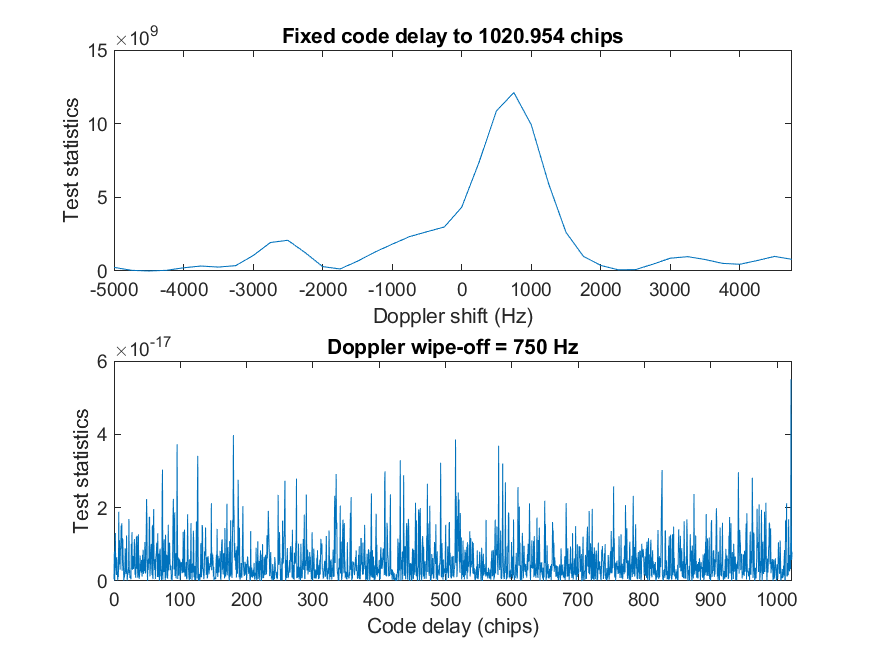 ×10^9
Fixed code delay to 1020.954 chips
15
10
5
0
Test statistics
-5000 -4000 -3000 -2000 -1000 0 1000 2000 3000 4000
Doppler shift (Hz)
×10^-17
Doppler wipe-off = 750 Hz
6
4
2
0
Test statistics
0 100 200 300 400 500 600 700 800 900 1000
Code delay (chips)